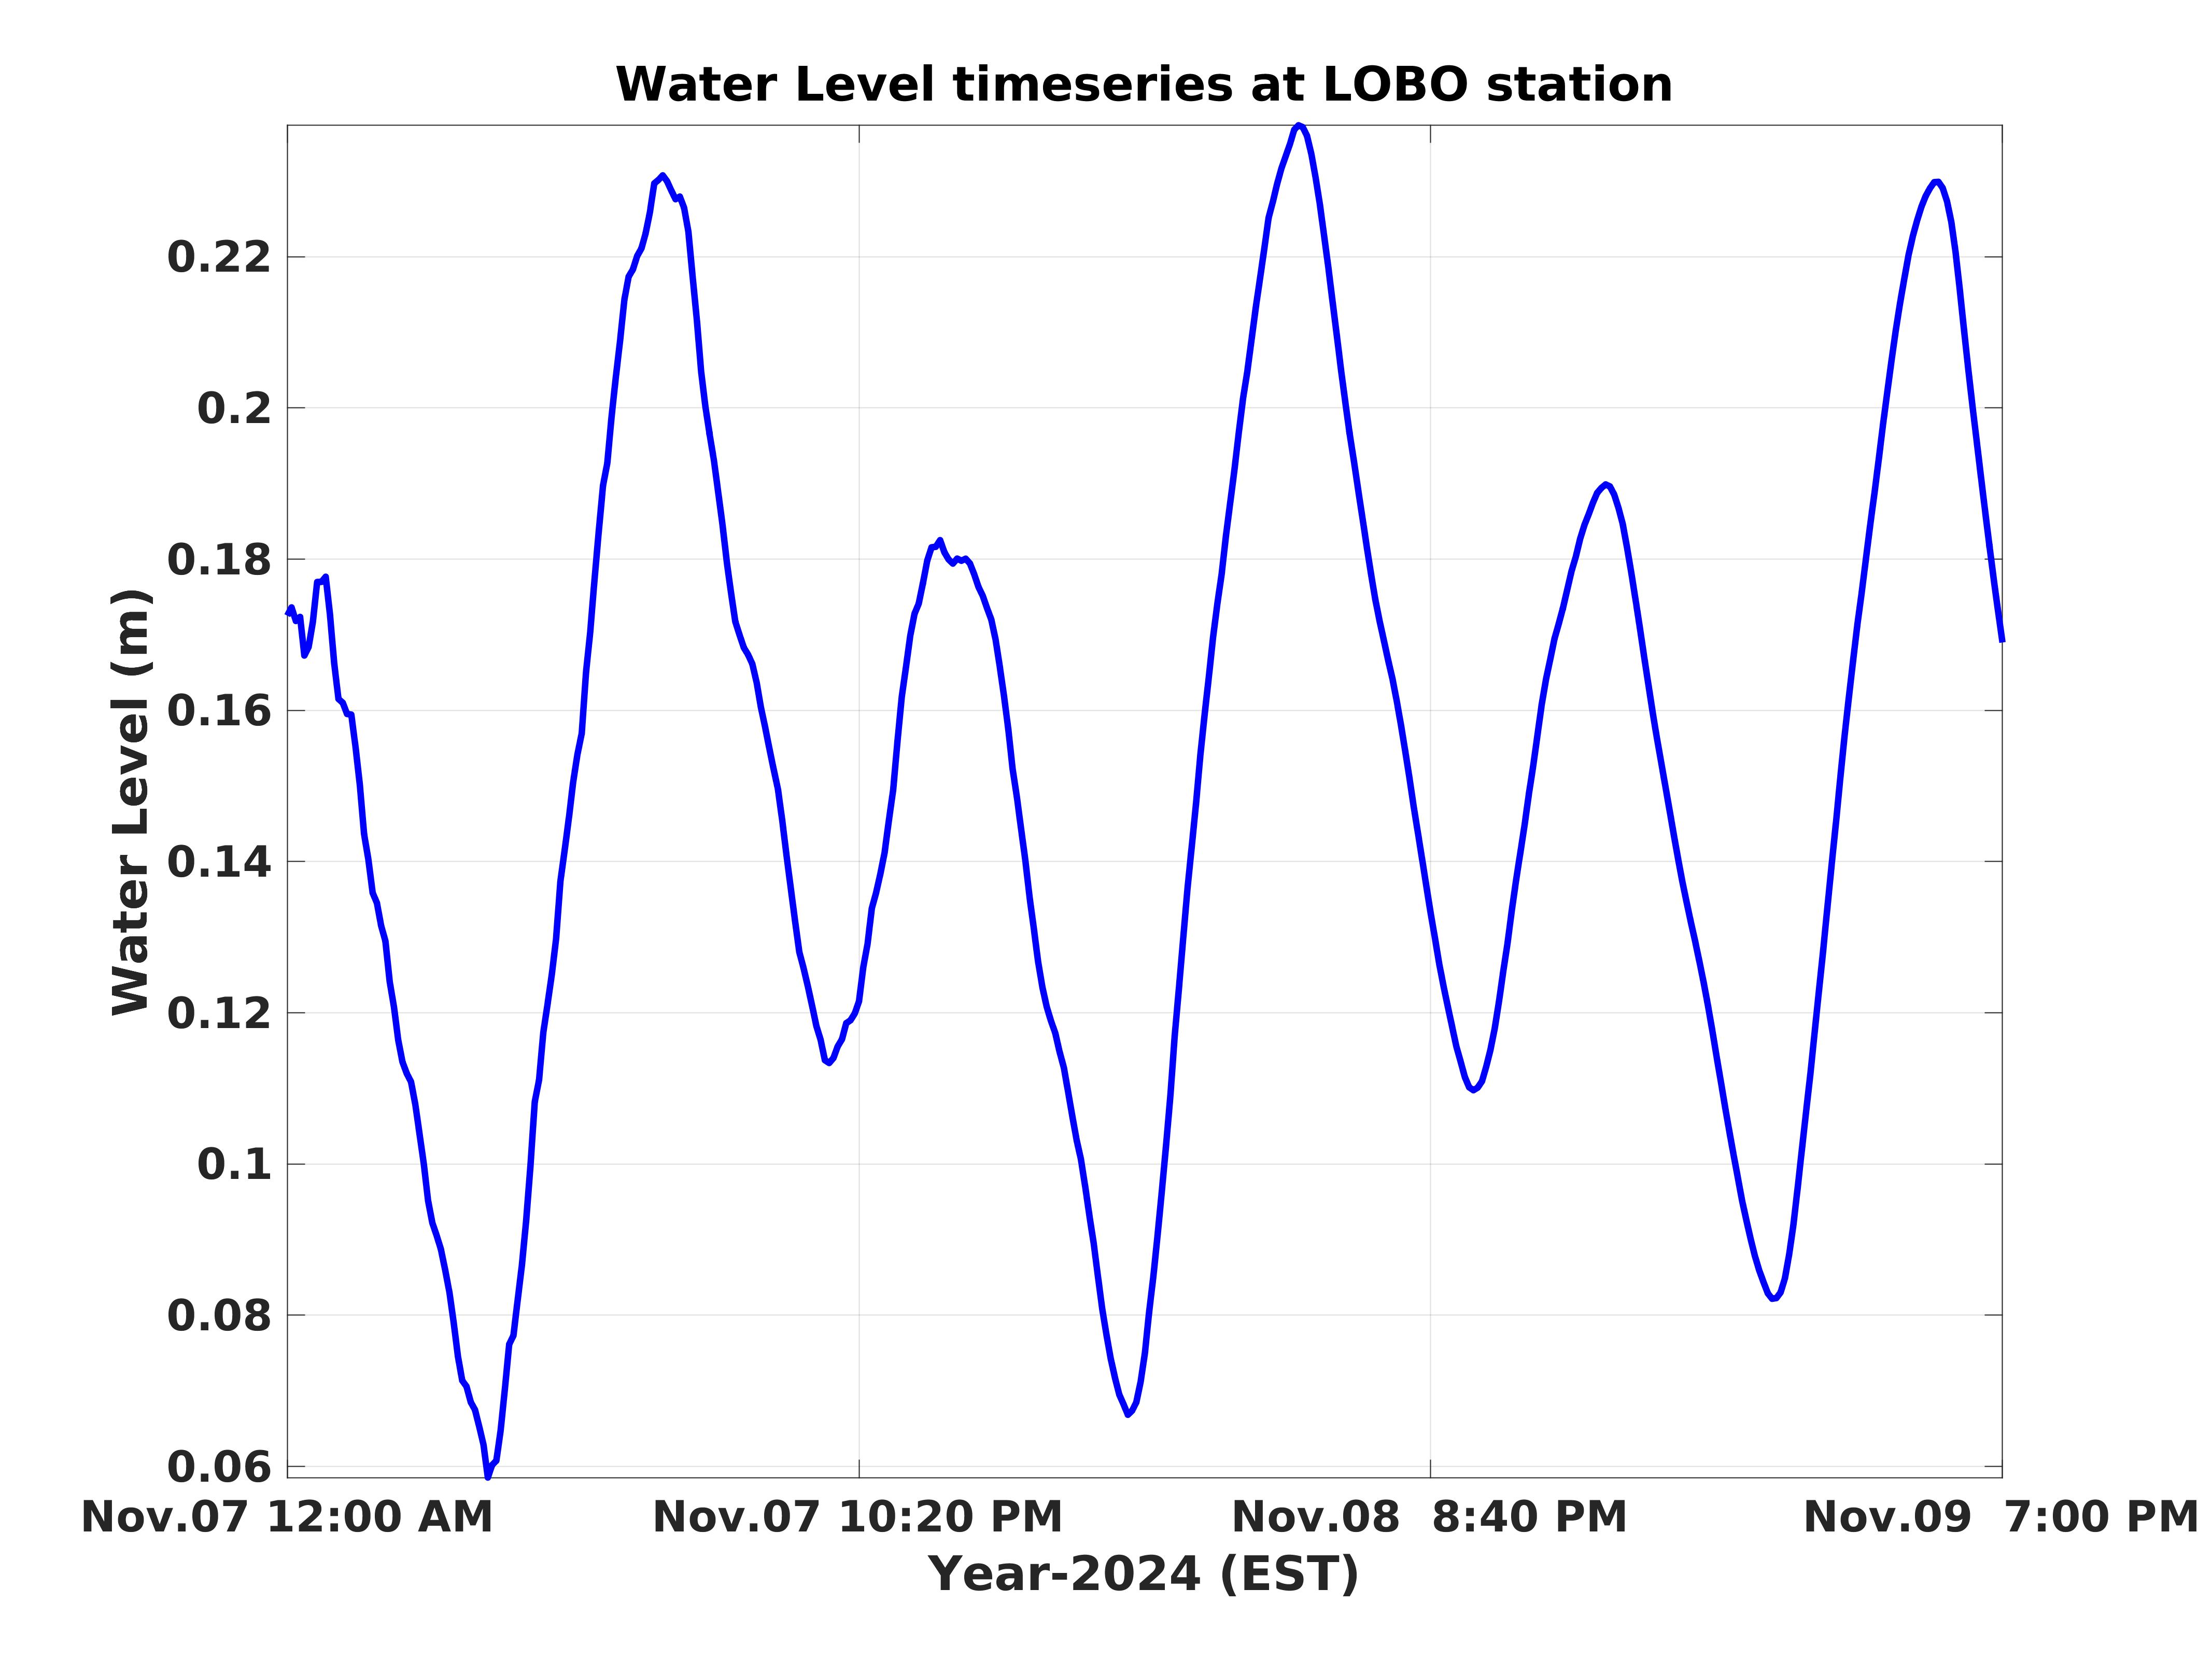 Water Level timeseries at LOBO station
Water Level (m)
0.22
0.2
0.18
0.16
0.14
0.12
0.1
0.08
0.06
Nov.07 12:00 AM Nov.07 10:20 PM Nov.08 8:40 PM Nov.09 7:00 PM
Year-2024 (EST)